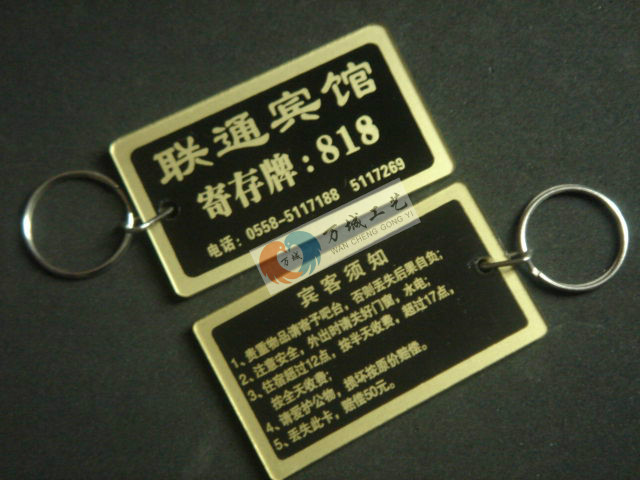 联通宾馆
寄存牌:818
电话:0558-5117188 5117269
万城
万城工艺
WAN CHENG GONG YI
宾客须知
1、贵重物品请寄于吧台,否则丢失后果自负;
2、注意安全,外出时请关好门窗,水电;
3、住宿超过12点,按半天收费,超过17点,
按全天收费;
4、请爱护公物,损坏按原价赔偿。
5、丢失此卡,赔偿50元。